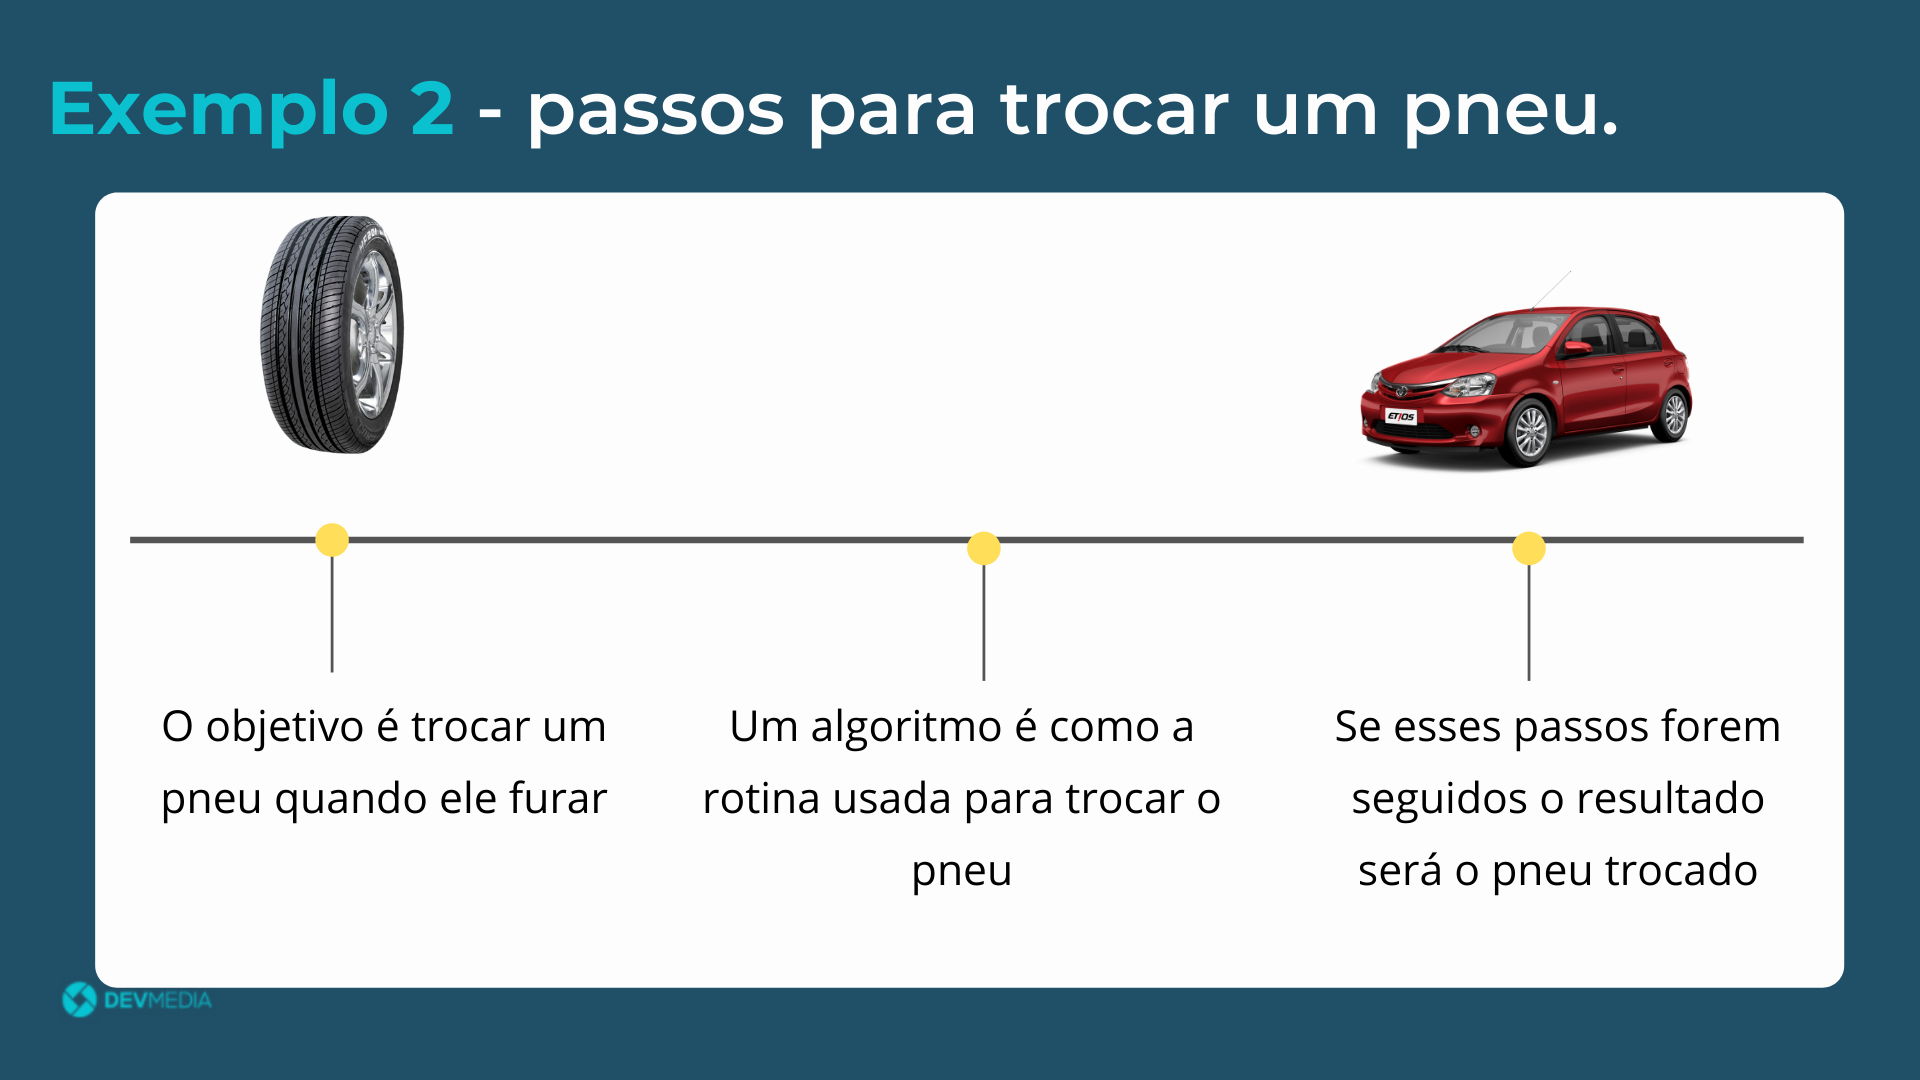 Exemplo 2 - passos para trocar um pneu.
ETIOS
O objetivo é trocar um
pneu quando ele furar
Um algoritmo é como a
rotina usada para trocar o
pneu
Se esses passos forem
seguidos o resultado
será o pneu trocado
DEVMEDIA